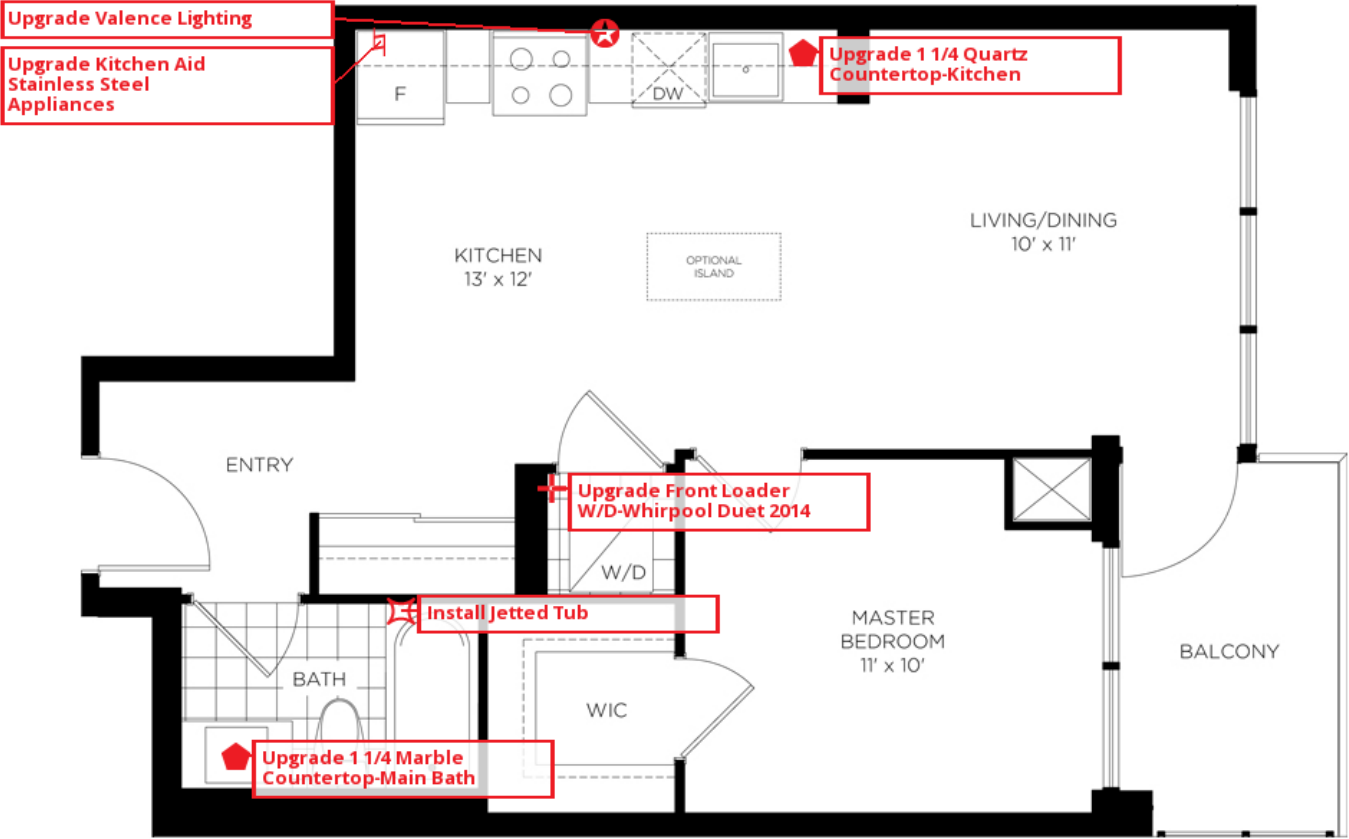 Upgrade Valence Lighting
Upgrade Kitchen Aid
Stainless Steel
Appliances
F
DW
Upgrade 1 1/4 Quartz
Countertop-Kitchen
LIVING/DINING
10' x 11'
KITCHEN
13' x 12'
OPTIONAL
ISLAND
ENTRY
Upgrade Front Loader
W/D-Whirpool Duet 2014
W/D
Install Jetted Tub
MASTER
BEDROOM
11' x 10'
BALCONY
BATH
WIC
Upgrade 1 1/4 Marble
Countertop-Main Bath